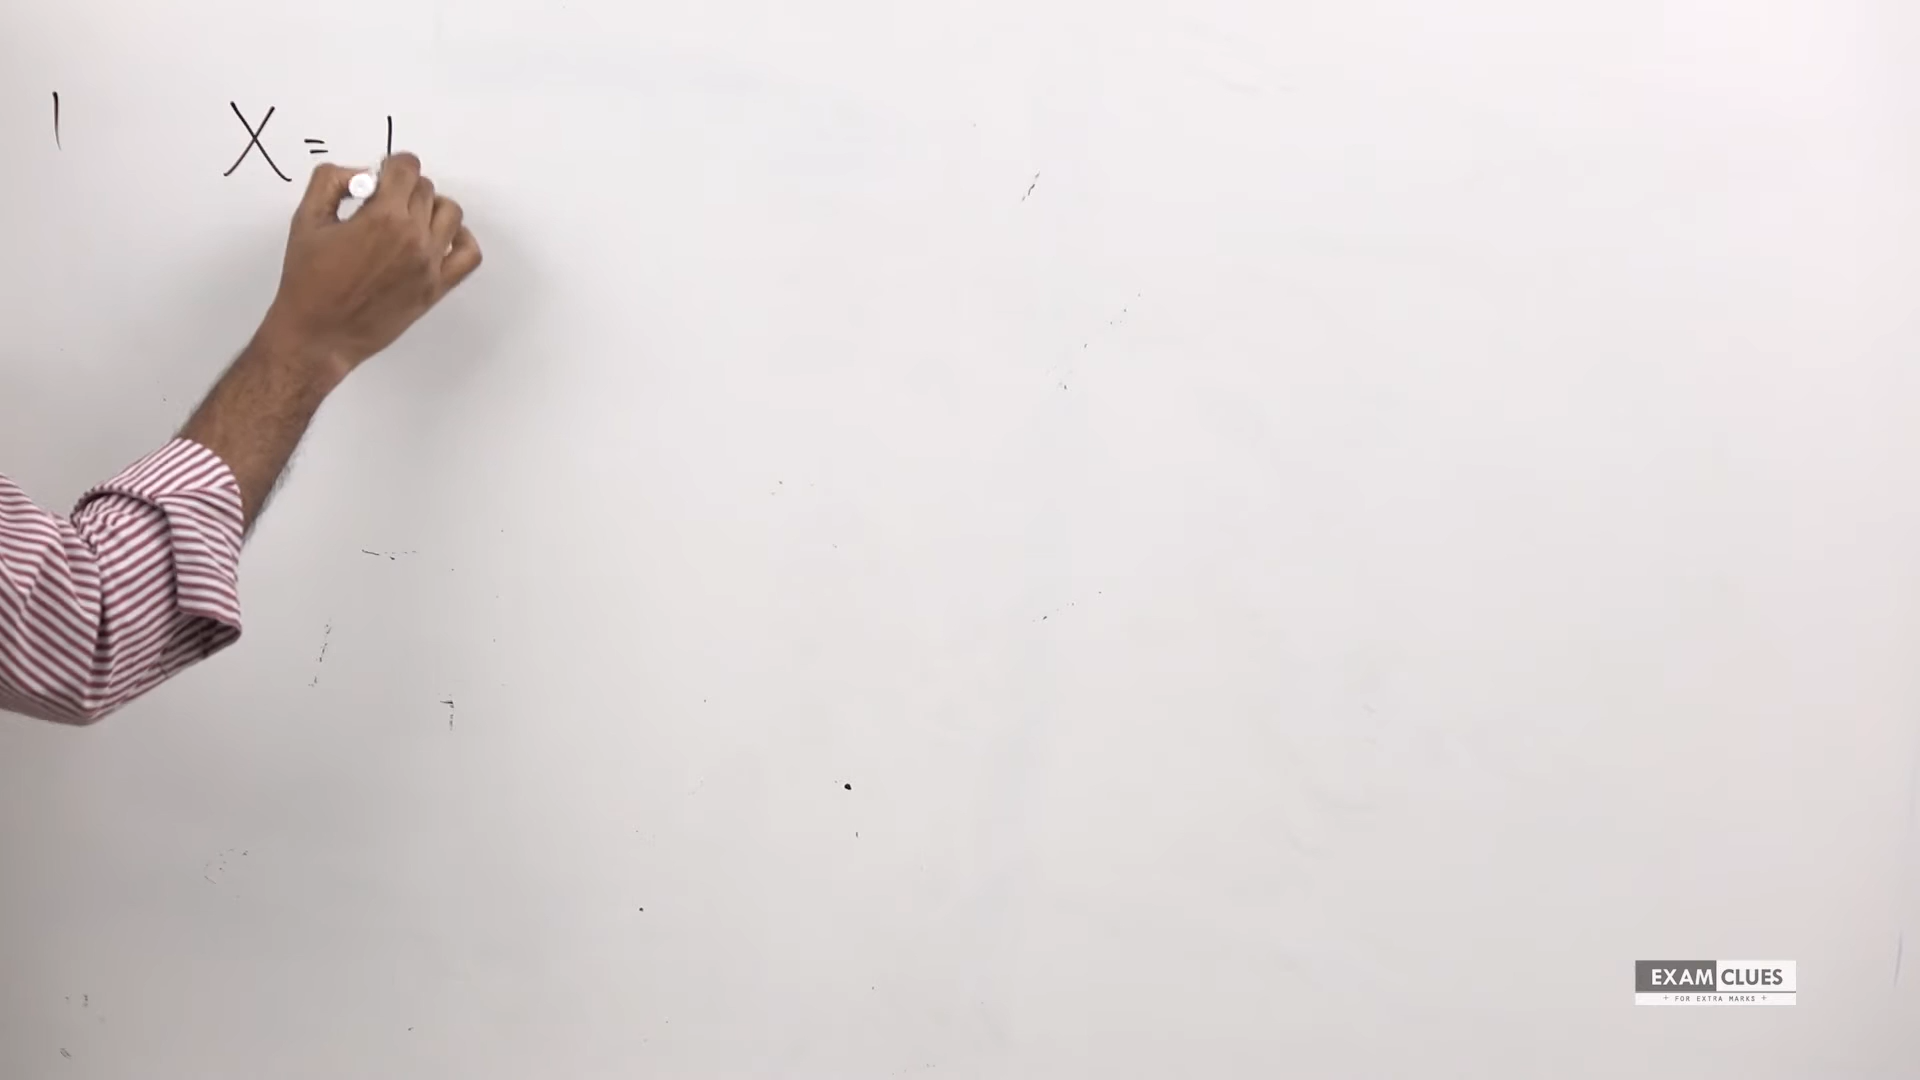 1 X = 1
EXAM CLUES
+ FOR EXTRA MARKS +